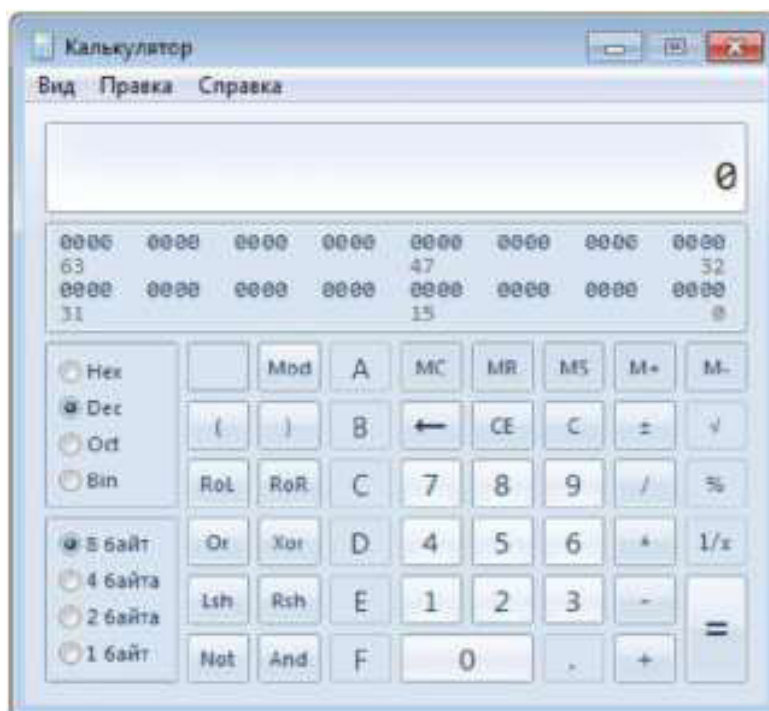 Калькулятор
Вид Правка Справка
0
0000 0000 0000 0000 0000 0000 0000 0000
63 47 32
0000 0000 0000 0000 0000 0000 0000 0000
31 15 0
Hex Mod A MC MR MS M+ M-
Dec ( ) B ← CE C ± √
Oct
Bin RoL RoR C 7 8 9 / %
8 байт Or Xor D 4 5 6 * 1/x
4 байта
2 байта Lsh Rsh E 1 2 3 - =
1 байт Not And F 0 . +